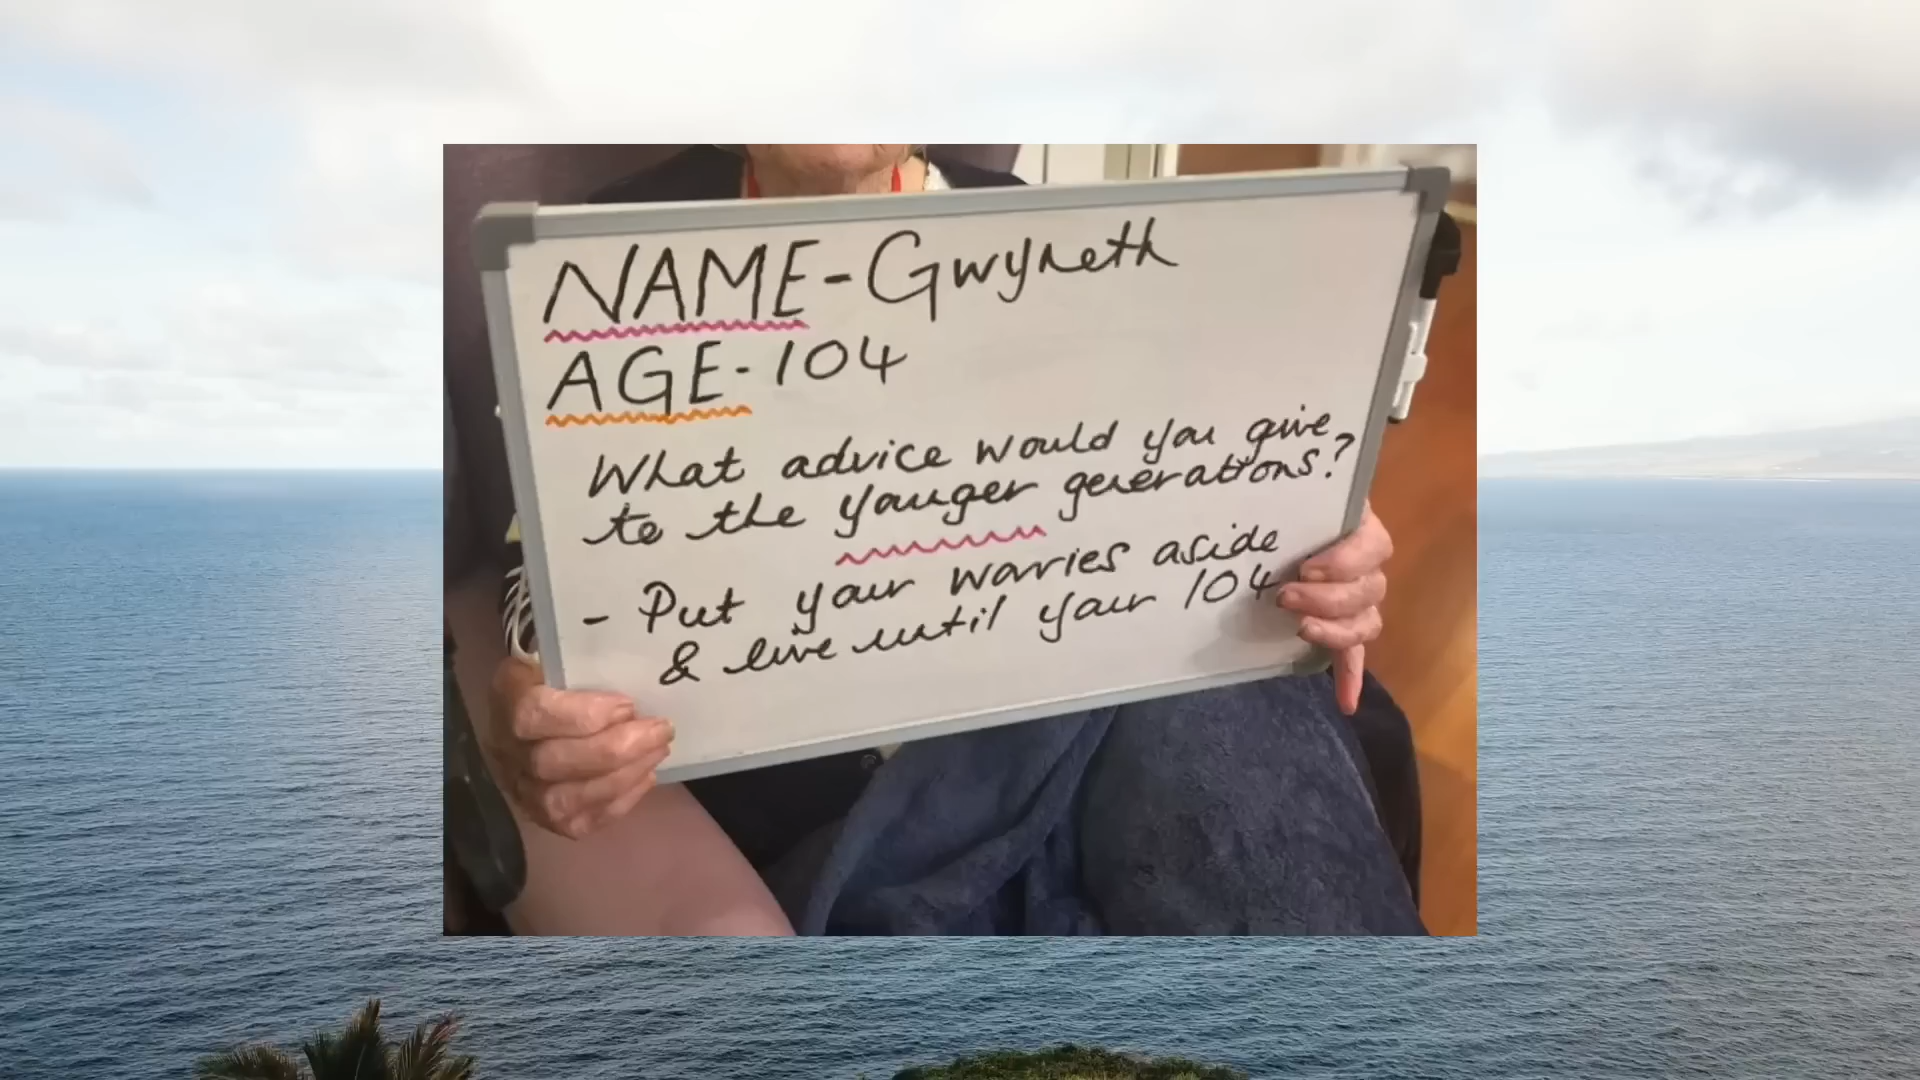 NAME - Gwyneth
AGE - 104
What advice would you give
to the younger generations?
- Put your worries aside
& live until your 104